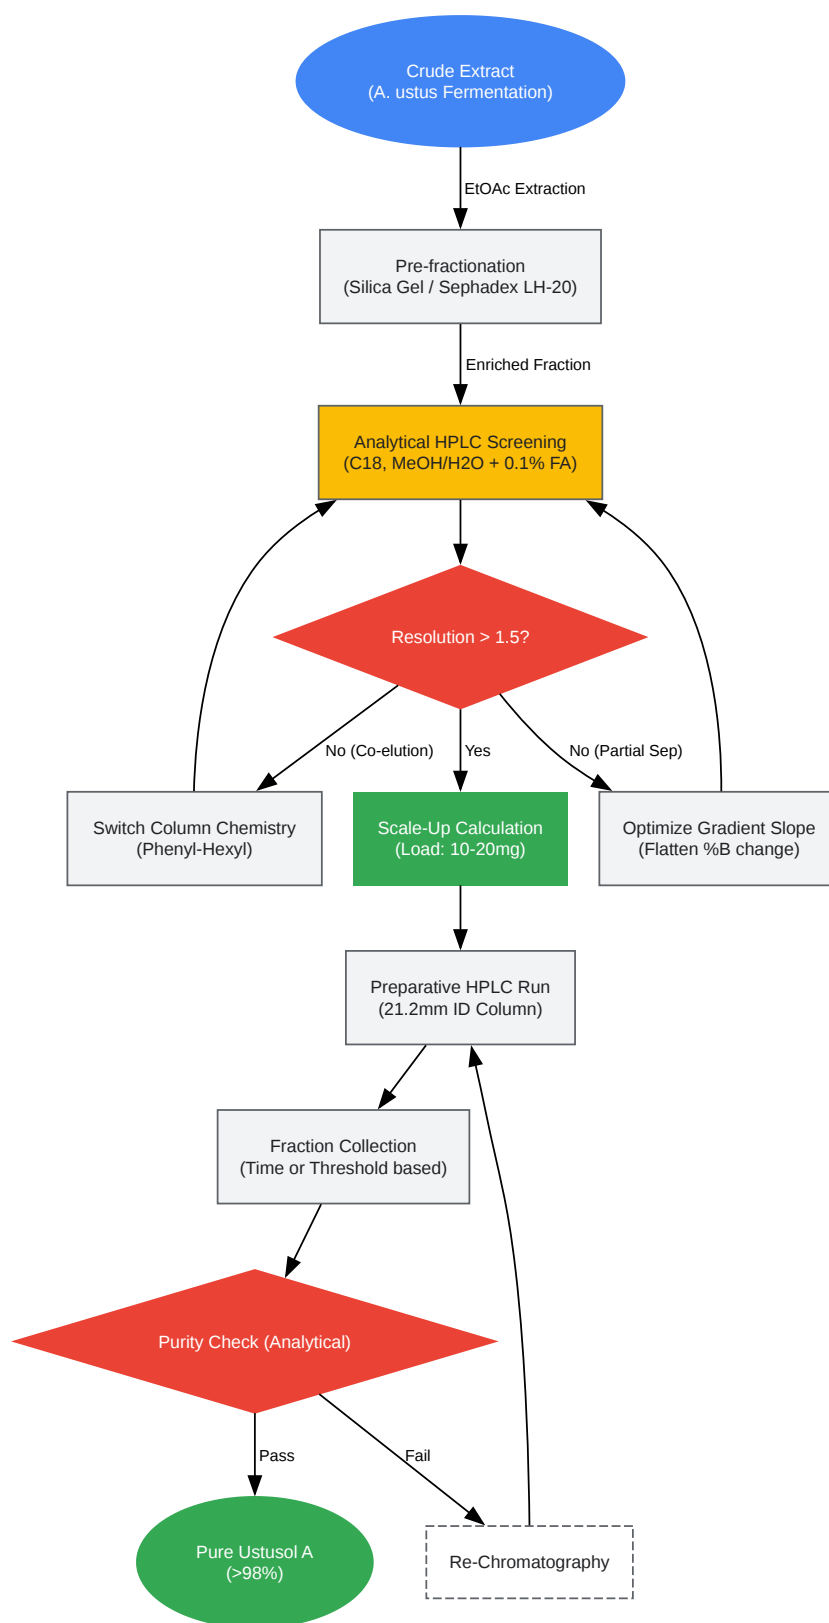 Crude Extract
(A. ustus Fermentation)
EtOAc Extraction
Pre-fractionation
(Silica Gel / Sephadex LH-20)
Enriched Fraction
Analytical HPLC Screening
(C18, MeOH/H2O + 0.1% FA)
Resolution > 1.5?
No (Co-elution)
Yes
No (Partial Sep)
Switch Column Chemistry
(Phenyl-Hexyl)
Scale-Up Calculation
(Load: 10-20mg)
Optimize Gradient Slope
(Flatten %B change)
Preparative HPLC Run
(21.2mm ID Column)
Fraction Collection
(Time or Threshold based)
Purity Check (Analytical)
Pass
Fail
Pure Ustusol A
(>98%)
Re-Chromatography